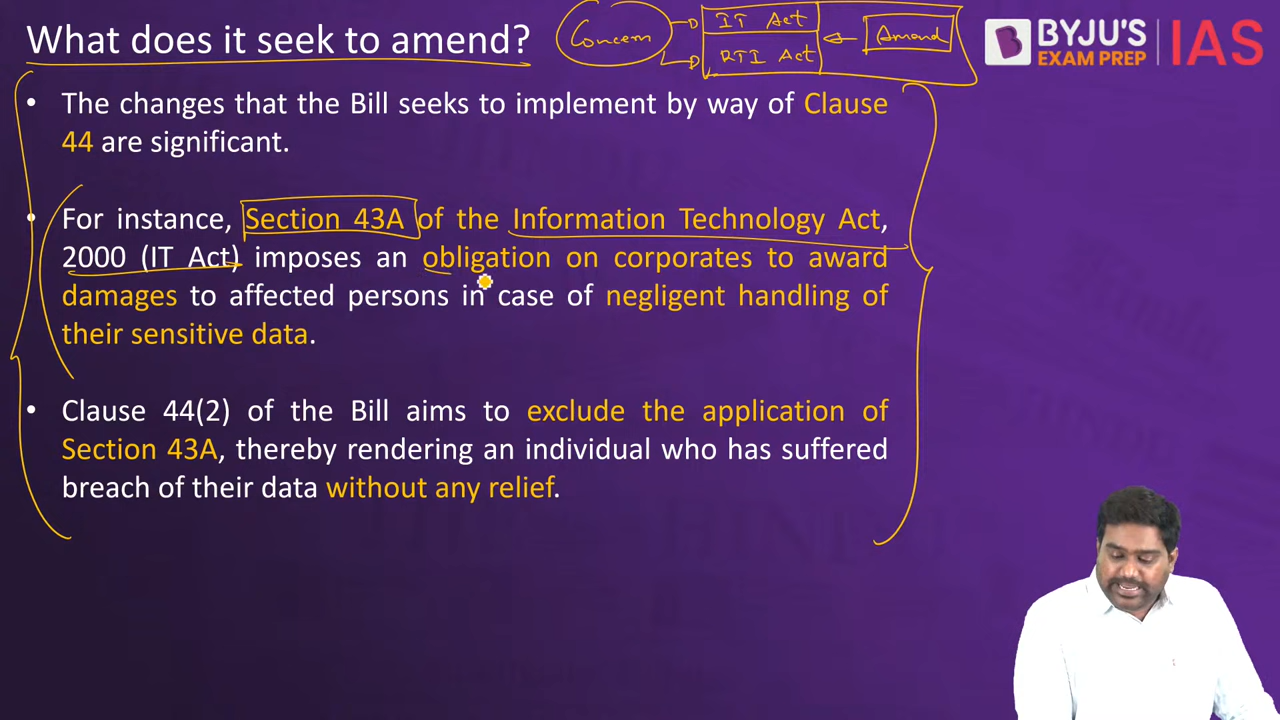 What does it seek to amend?
Concern
IT Act
RTI Act
Amend
BYJU'S
EXAM PREP
IAS
• The changes that the Bill seeks to implement by way of Clause
44 are significant.
• For instance, Section 43A of the Information Technology Act,
2000 (IT Act) imposes an obligation on corporates to award
damages to affected persons in case of negligent handling of
their sensitive data.
• Clause 44(2) of the Bill aims to exclude the application of
Section 43A, thereby rendering an individual who has suffered
breach of their data without any relief.